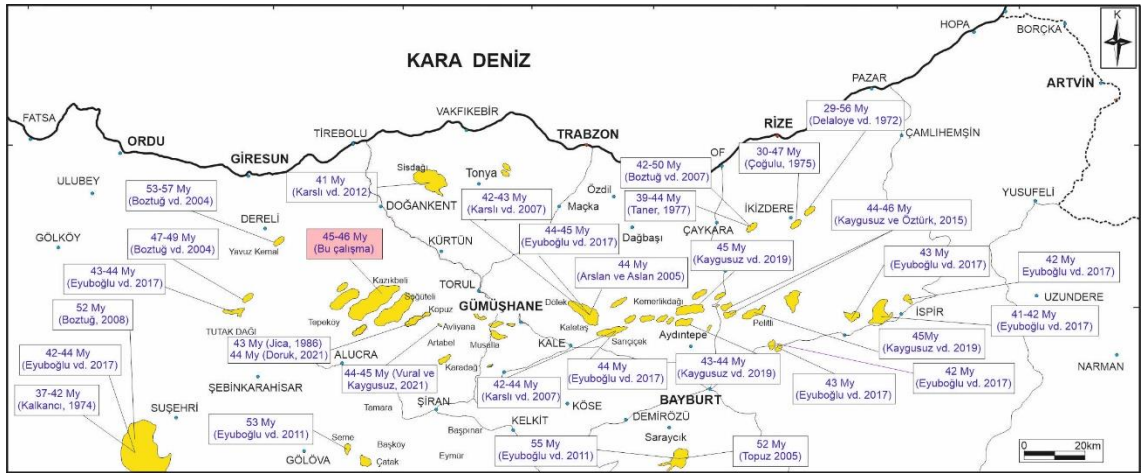 HOPA
BORÇKA
K
KARA DENİZ
PAZAR
ARTVİN
VAKFIKEBİR
29-56 My
(Delaloye vd. 1972)
FATSA
ORDU
TİREBOLU
TRABZON
RİZE
ÇAMLIHEMŞİN
GİRESUN
OF
30-47 My
(Çoğulu, 1975)
Sisdağı
Tonya
42-50 My
(Boztuğ vd. 2007)
ULUBEY
53-57 My
(Boztuğ vd. 2004)
41 My
(Karslı vd. 2012)
DOĞANKENT
42-43 My
(Karslı vd. 2007)
Özdil
Maçka
39-44 My
(Taner, 1977)
İKİZDERE
44-46 My
(Kaygusuz ve Öztürk, 2015)
YUSUFELİ
DERELİ
Yavuz Kemal
44-45 My
(Eyuboğlu vd. 2017)
Dağbaşı
ÇAYKARA
GÖLKÖY
47-49 My
(Boztuğ vd. 2004)
45-46 My
(Bu çalışma)
KÜRTÜN
44 My
(Arslan ve Aslan 2005)
45 My
(Kaygusuz vd. 2019)
43 My
(Eyuboğlu vd. 2017)
42 My
(Eyuboğlu vd. 2017)
43-44 My
(Eyuboğlu vd. 2017)
Kazıkbeli
TORUL
Söğüteli
GÜMÜŞHANE
Dölek
Kemerlikdağı
UZUNDERE
52 My
(Boztuğ, 2008)
Tepeköy
Kopuz
Avliyana
Kaletaş
Pelitli
İSPİR
41-42 My
(Eyuboğlu vd. 2017)
TUTAK DAĞI
43 My (Jica, 1986)
44 My (Doruk, 2021)
Artabel
Musalla
KALE
Sarıçiçek
Aydıntepe
45My
(Kaygusuz vd. 2019)
42-44 My
(Eyuboğlu vd. 2017)
ALUCRA
44-45 My (Vural ve
Kaygusuz, 2021)
Karadağ
44 My
(Eyuboğlu vd. 2017)
43-44 My
(Kaygusuz vd. 2019)
42 My
(Eyuboğlu vd. 2017)
NARMAN
ŞEBİNKARAHİSAR
42-44 My
(Karslı vd. 2007)
43 My
(Eyuboğlu vd. 2017)
37-42 My
(Kalkancı, 1974)
SUŞEHRİ
Tamara
ŞİRAN
KÖSE
BAYBURT
DEMİRÖZÜ
53 My
(Eyuboğlu vd. 2011)
Seme
Başköy
Başpınar
KELKİT
Saraycık
GÖLOVA
Çatak
Eymür
55 My
(Eyuboğlu vd. 2011)
52 My
(Topuz 2005)
0 20km